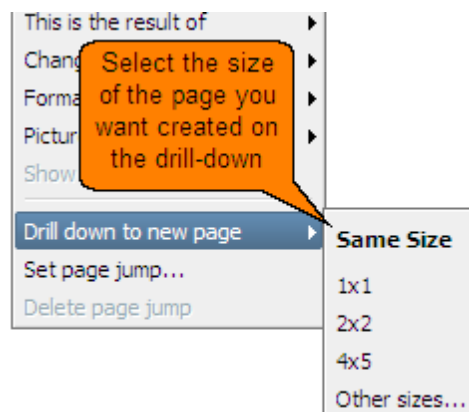 This is the result of
Chang
Forma
Pictur
Show
Select the size
of the page you
want created on
the drill-down
Drill down to new page
Set page jump...
Delete page jump
Same Size
1x1
2x2
4x5
Other sizes...